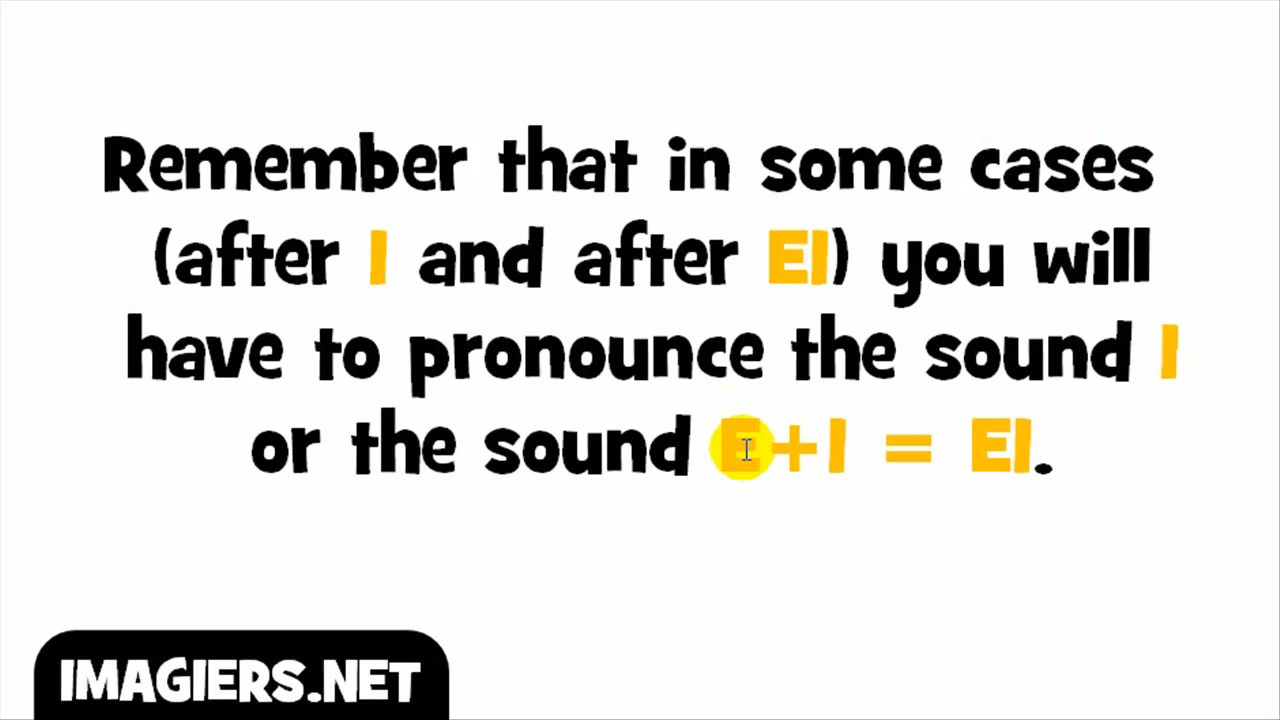 Remember that in some cases
(after I and after EI) you will
have to pronounce the sound I
or the sound E+I = EI.
IMAGIERS.NET